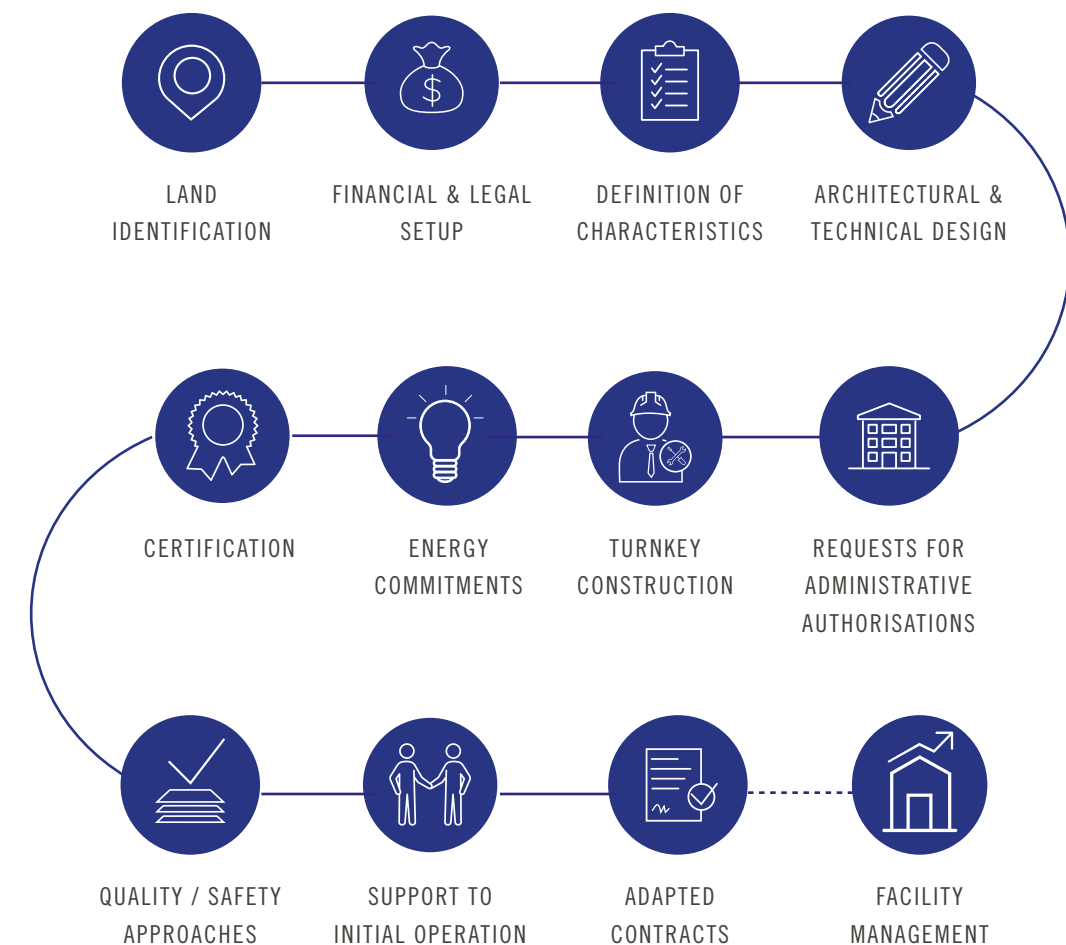 LAND
IDENTIFICATION
FINANCIAL & LEGAL
SETUP
DEFINITION OF
CHARACTERISTICS
ARCHITECTURAL &
TECHNICAL DESIGN
CERTIFICATION
ENERGY
COMMITMENTS
TURNKEY
CONSTRUCTION
REQUESTS FOR
ADMINISTRATIVE
AUTHORISATIONS
QUALITY / SAFETY
APPROACHES
SUPPORT TO
INITIAL OPERATION
ADAPTED
CONTRACTS
FACILITY
MANAGEMENT